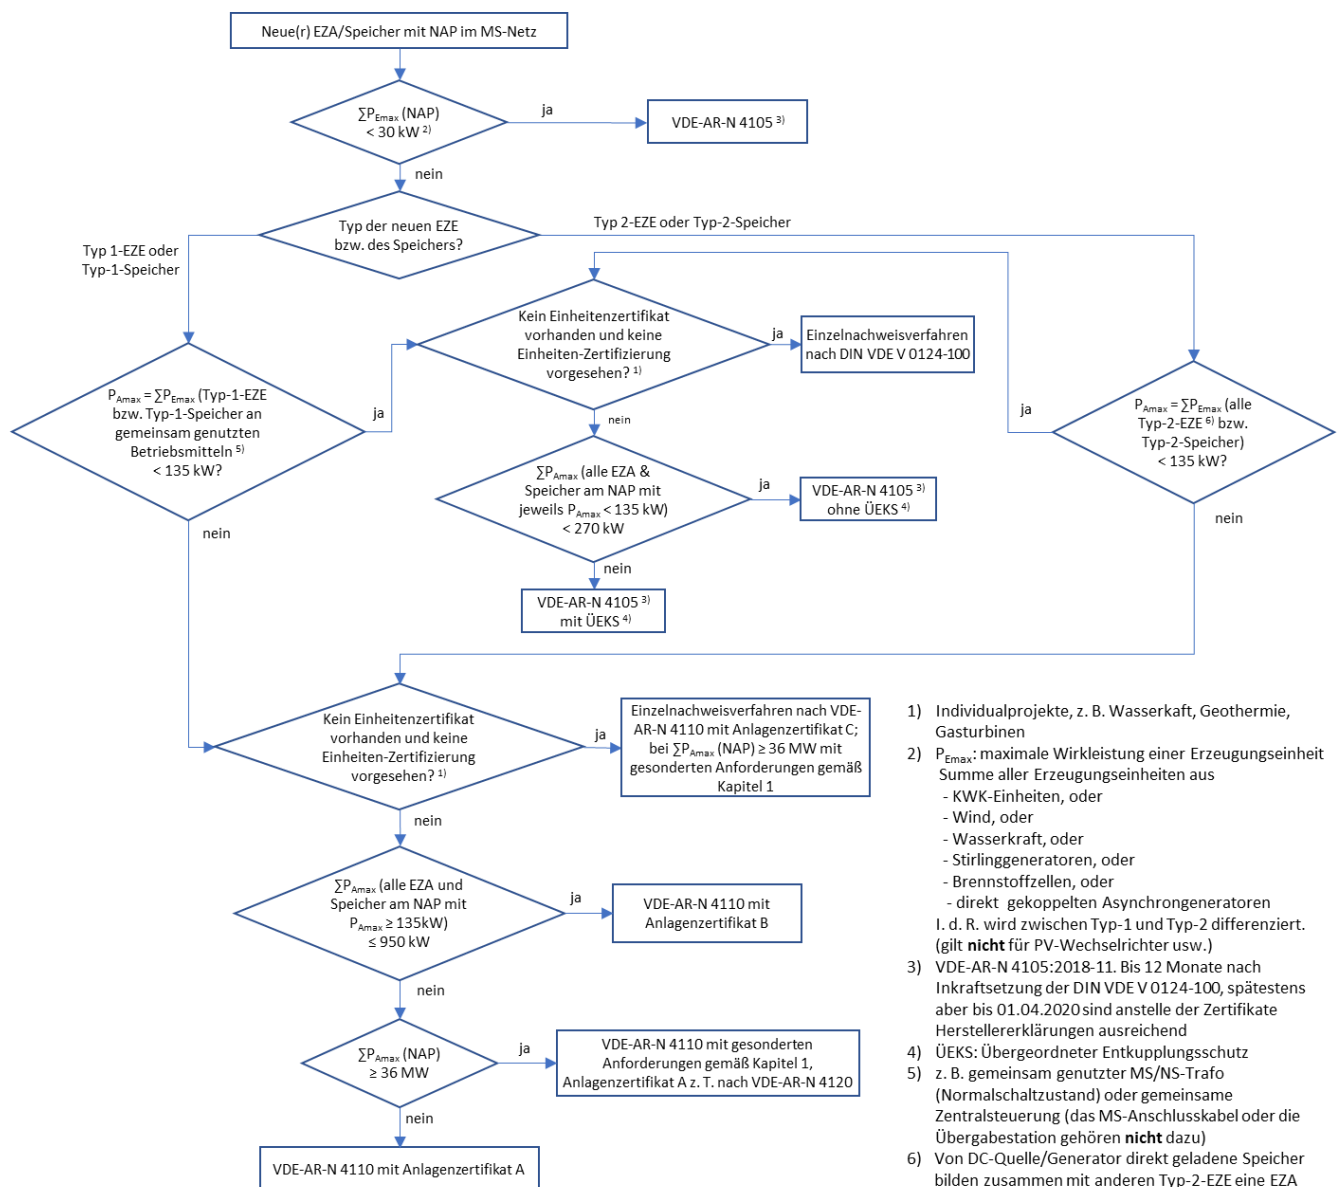 Neue(r) EZA/Speicher mit NAP im MS-Netz
∑P_Emax (NAP)
< 30 kW 2)
ja
VDE-AR-N 4105 3)
nein
Typ der neuen EZE
bzw. des Speichers?
Typ 1-EZE oder
Typ-1-Speicher
Typ 2-EZE oder Typ-2-Speicher
P_Amax = ∑P_Emax (Typ-1-EZE
bzw. Typ-1-Speicher an
gemeinsam genutzten
Betriebsmitteln 5)
< 135 kW?
ja
nein
Kein Einheitenzertifikat
vorhanden und keine
Einheiten-Zertifizierung
vorgesehen? 1)
ja
Einzelnachweisverfahren
nach DIN VDE V 0124-100
nein
P_Amax = ∑P_Emax (alle
Typ-2-EZE 6) bzw.
Typ-2-Speicher)
< 135 kW?
ja
nein
∑P_Amax (alle EZA &
Speicher am NAP mit
jeweils P_Amax < 135 kW)
< 270 kW
ja
VDE-AR-N 4105 3)
ohne ÜEKS 4)
nein
VDE-AR-N 4105 3)
mit ÜEKS 4)
Kein Einheitenzertifikat
vorhanden und keine
Einheiten-Zertifizierung
vorgesehen? 1)
ja
Einzelnachweisverfahren nach VDE-
AR-N 4110 mit Anlagenzertifikat C;
bei ∑P_Amax (NAP) ≥ 36 MW mit
gesonderten Anforderungen gemäß
Kapitel 1
nein
∑P_Amax (alle EZA und
Speicher am NAP mit
P_Amax ≥ 135kW)
≤ 950 kW
ja
VDE-AR-N 4110 mit
Anlagenzertifikat B
nein
∑P_Amax (NAP)
≥ 36 MW
ja
VDE-AR-N 4110 mit gesonderten
Anforderungen gemäß Kapitel 1,
Anlagenzertifikat A z. T. nach VDE-AR-N 4120
nein
VDE-AR-N 4110 mit Anlagenzertifikat A
1) Individualprojekte, z. B. Wasserkaft, Geothermie,
Gasturbinen
2) P_Emax: maximale Wirkleistung einer Erzeugungseinheit
Summe aller Erzeugungseinheiten aus
- KWK-Einheiten, oder
- Wind, oder
- Wasserkraft, oder
- Stirlinggeneratoren, oder
- Brennstoffzellen, oder
- direkt gekoppelten Asynchrongeneratoren
I. d. R. wird zwischen Typ-1 und Typ-2 differenziert.
(gilt nicht für PV-Wechselrichter usw.)
3) VDE-AR-N 4105:2018-11. Bis 12 Monate nach
Inkraftsetzung der DIN VDE V 0124-100, spätestens
aber bis 01.04.2020 sind anstelle der Zertifikate
Herstellererklärungen ausreichend
4) ÜEKS: Übergeordneter Entkupplungsschutz
5) z. B. gemeinsam genutzter MS/NS-Trafo
(Normalschaltzustand) oder gemeinsame
Zentralsteuerung (das MS-Anschlusskabel oder die
Übergabestation gehören nicht dazu)
6) Von DC-Quelle/Generator direkt geladene Speicher
bilden zusammen mit anderen Typ-2-EZE eine EZA